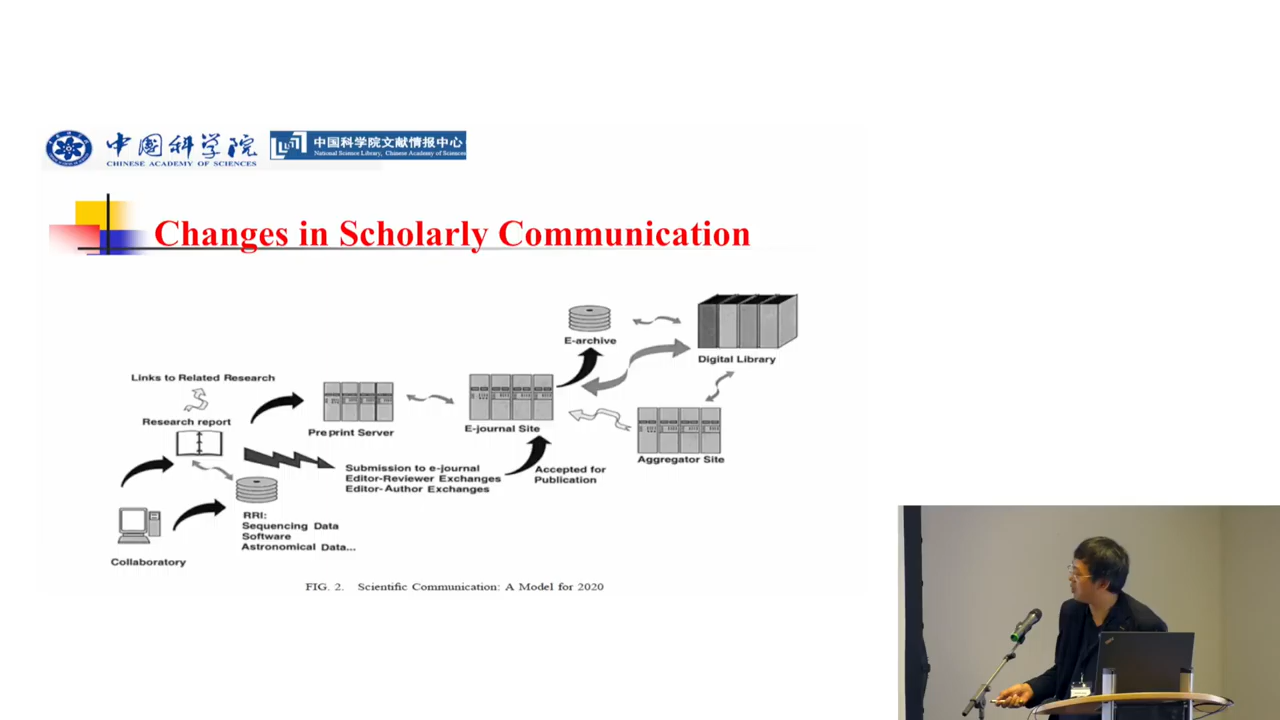 中國科学院
CHINESE ACADEMY OF SCIENCES
中国科学院文献情报中心
National Science Library, Chinese Academy of Sciences
Changes in Scholarly Communication
E-archive
Digital Library
Links to Related Research
Research report
Preprint Server
E-journal Site
Aggregator Site
Submission to e-journal
Editor-Reviewer Exchanges
Editor-Author Exchanges
Accepted for
Publication
RRI:
Sequencing Data
Software
Astronomical Data...
Collaboratory
FIG. 2. Scientific Communication: A Model for 2020